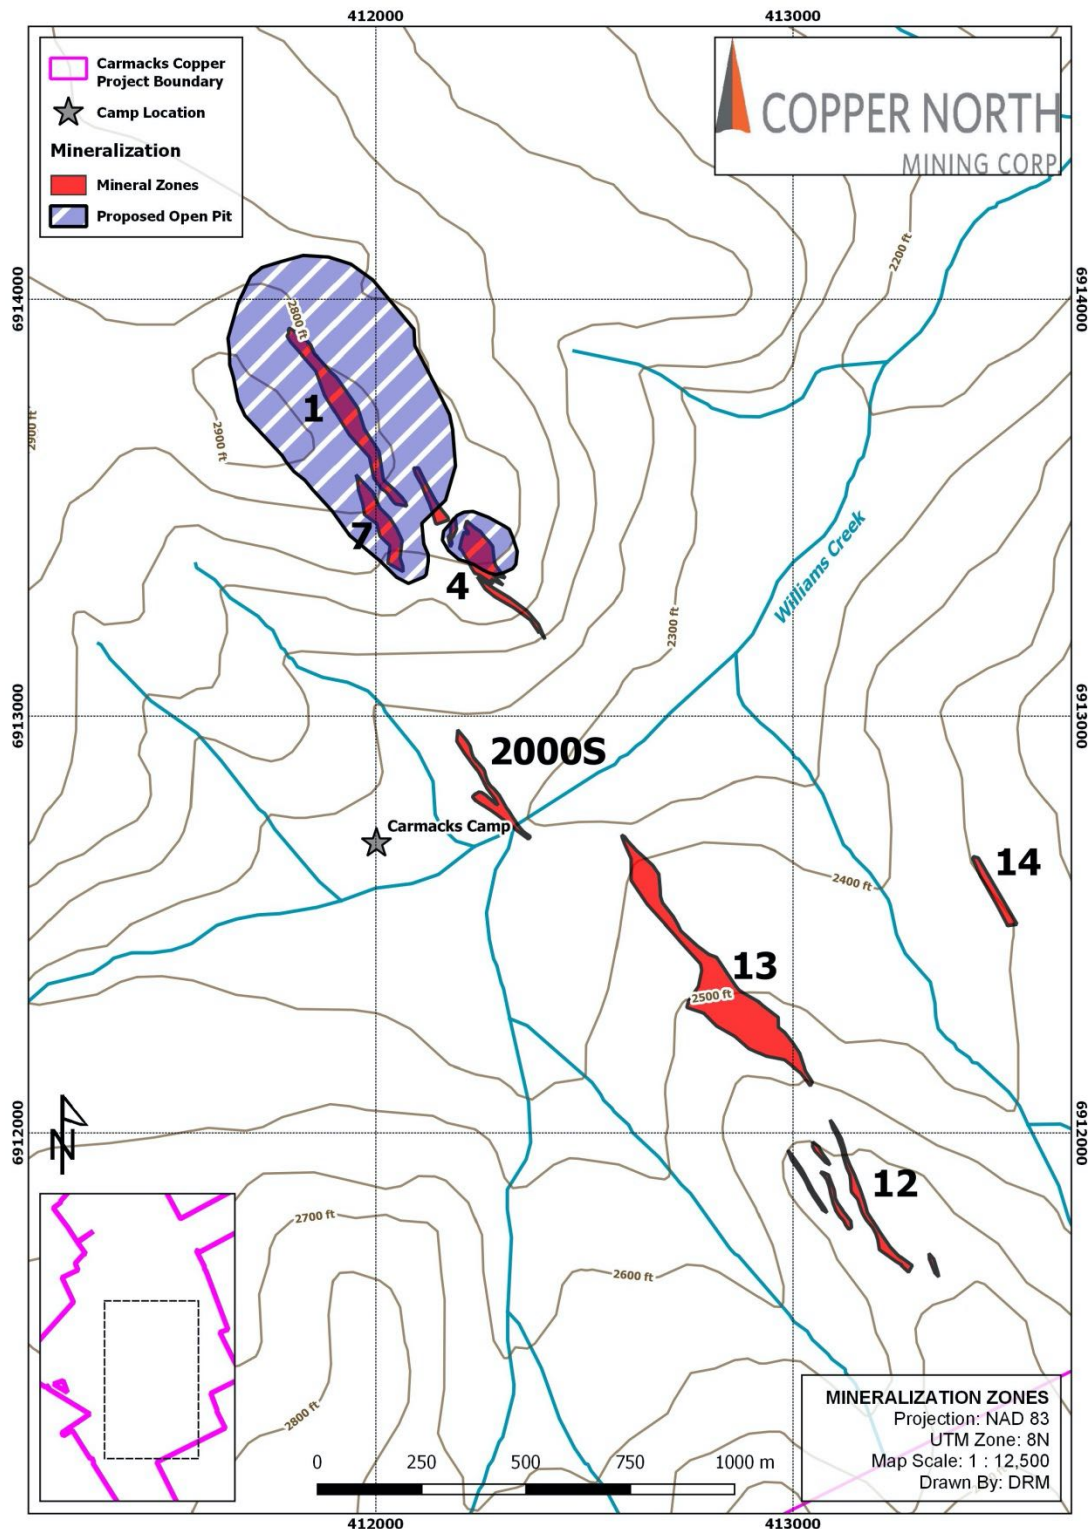 412000
413000
Carmacks Copper
Project Boundary
Camp Location
Mineralization
Mineral Zones
Proposed Open Pit
COPPER NORTH
MINING CORP
2200 ft
6914000
6914000
2800 ft
1
2900 ft
2900 ft
7
4
Williams Creek
2300 ft
6913000
6913000
2000S
Carmacks Camp
14
2400 ft
13
2500 ft
6912000
6912000
N
12
2700 ft
2600 ft
2800 ft
0 250 500 750 1000 m
MINERALIZATION ZONES
Projection: NAD 83
UTM Zone: 8N
Map Scale: 1 : 12,500
Drawn By: DRM
412000
413000